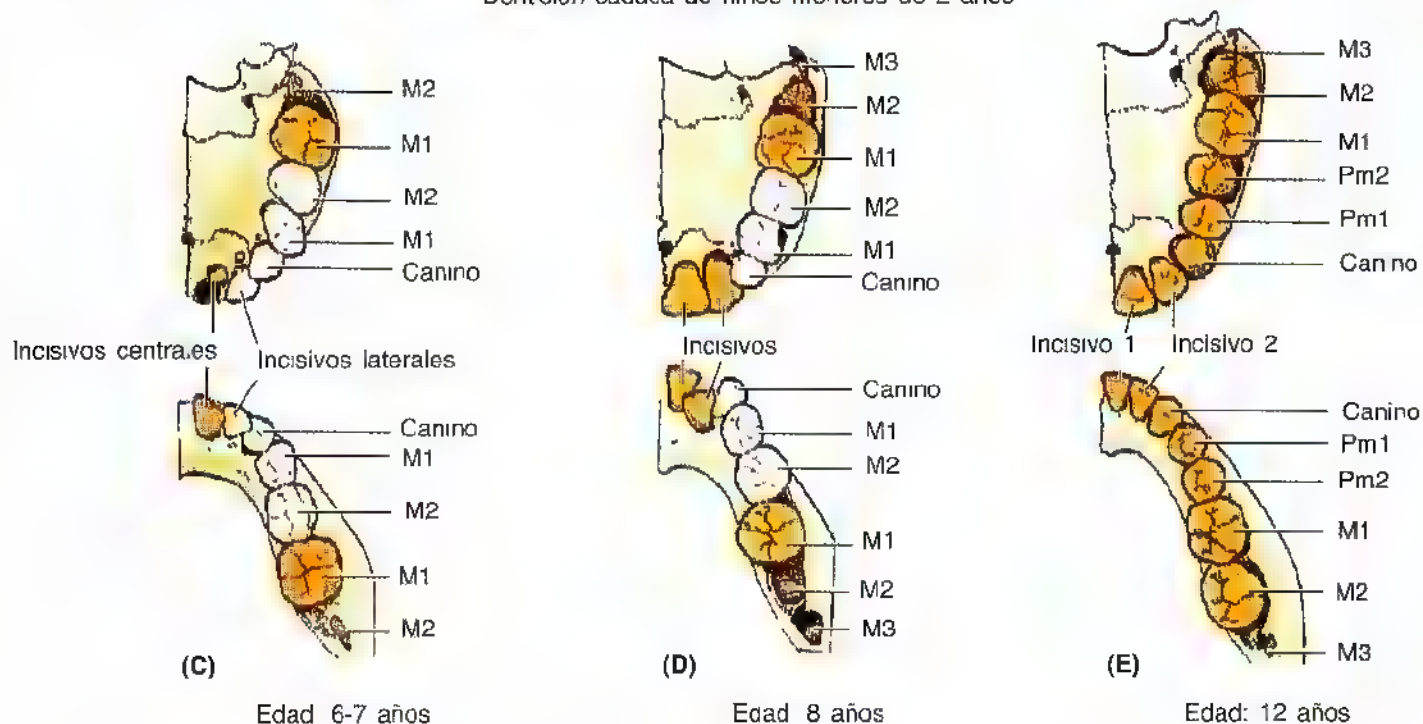 M2
M1
M2
M1
Canino
Incisivos centrales
Incisivos laterales
Canino
M1
M2
M1
M2
(C)
Edad 6-7 años
M3
M2
M1
M2
M1
Canino
Incisivos
Canino
M1
M2
M1
M2
M3
(D)
Edad 8 años
M3
M2
M1
Pm2
Pm1
Canino
Incisivo 1 Incisivo 2
Canino
Pm1
Pm2
M1
M2
M3
(E)
Edad: 12 años